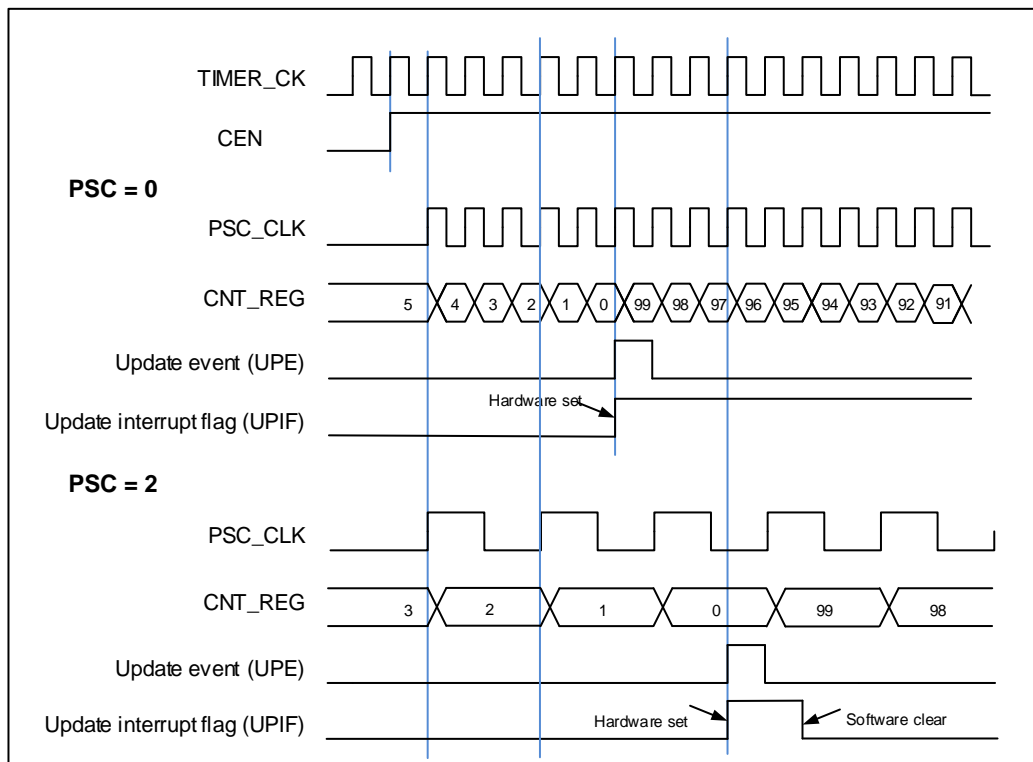 TIMER_CK
CEN
PSC = 0
PSC_CLK
CNT_REG 5 4 3 2 1 0 99 98 97 96 95 94 93 92 91
Update event (UPE)
Hardware set
Update interrupt flag (UPIF)
PSC = 2
PSC_CLK
CNT_REG 3 2 1 0 99 98
Update event (UPE)
Update interrupt flag (UPIF) Hardware set Software clear